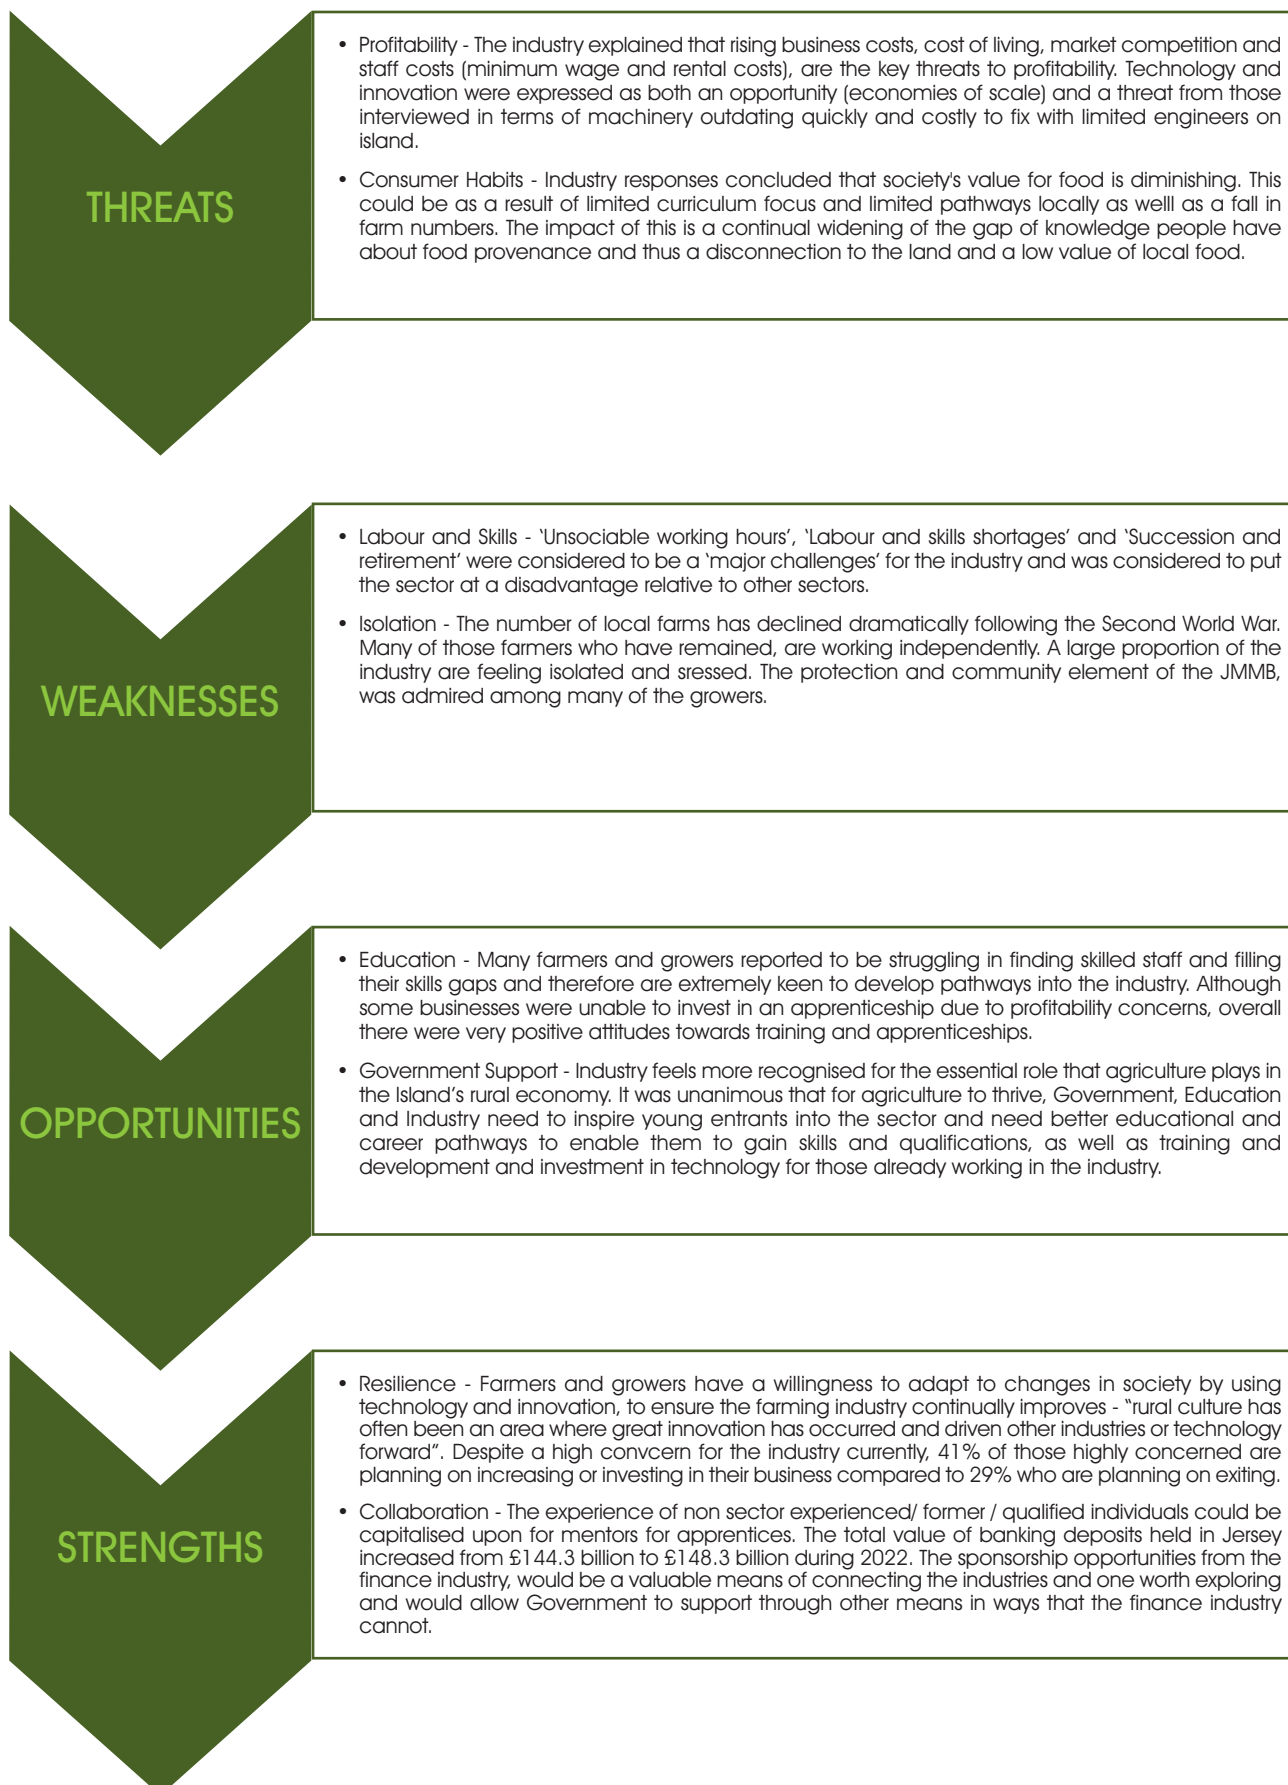 THREATS
• Profitability - The industry explained that rising business costs, cost of living, market competition and
staff costs (minimum wage and rental costs), are the key threats to profitability. Technology and
innovation were expressed as both an opportunity (economies of scale) and a threat from those
interviewed in terms of machinery outdating quickly and costly to fix with limited engineers on
island.
• Consumer Habits - Industry responses concluded that society's value for food is diminishing. This
could be as a result of limited curriculum focus and limited pathways locally as welll as a fall in
farm numbers. The impact of this is a continual widening of the gap of knowledge people have
about food provenance and thus a disconnection to the land and a low value of local food.
WEAKNESSES
• Labour and Skills - ‘Unsociable working hours’, ‘Labour and skills shortages’ and ‘Succession and
retirement’ were considered to be a ‘major challenges’ for the industry and was considered to put
the sector at a disadvantage relative to other sectors.
• Isolation - The number of local farms has declined dramatically following the Second World War.
Many of those farmers who have remained, are working independently. A large proportion of the
industry are feeling isolated and sressed. The protection and community element of the JMMB,
was admired among many of the growers.
OPPORTUNITIES
• Education - Many farmers and growers reported to be struggling in finding skilled staff and filling
their skills gaps and therefore are extremely keen to develop pathways into the industry. Although
some businesses were unable to invest in an apprenticeship due to profitability concerns, overall
there were very positive attitudes towards training and apprenticeships.
• Government Support - Industry feels more recognised for the essential role that agriculture plays in
the Island’s rural economy. It was unanimous that for agriculture to thrive, Government, Education
and Industry need to inspire young entrants into the sector and need better educational and
career pathways to enable them to gain skills and qualifications, as well as training and
development and investment in technology for those already working in the industry.
STRENGTHS
• Resilience - Farmers and growers have a willingness to adapt to changes in society by using
technology and innovation, to ensure the farming industry continually improves - “rural culture has
often been an area where great innovation has occurred and driven other industries or technology
forward”. Despite a high convcern for the industry currently, 41% of those highly concerned are
planning on increasing or investing in their business compared to 29% who are planning on exiting.
• Collaboration - The experience of non sector experienced/ former / qualified individuals could be
capitalised upon for mentors for apprentices. The total value of banking deposits held in Jersey
increased from £144.3 billion to £148.3 billion during 2022. The sponsorship opportunities from the
finance industry, would be a valuable means of connecting the industries and one worth exploring
and would allow Government to support through other means in ways that the finance industry
cannot.